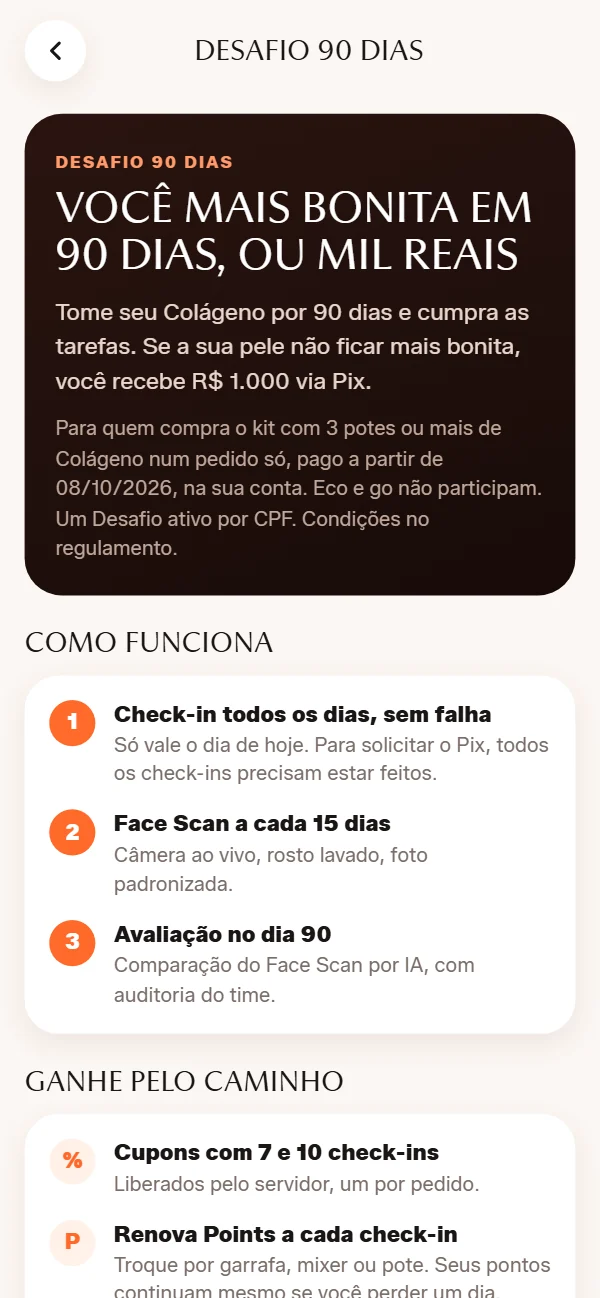 DESAFIO 90 DIAS
DESAFIO 90 DIAS
VOCÊ MAIS BONITA EM
90 DIAS, OU MIL REAIS
Tome seu Colágeno por 90 dias e cumpra as
tarefas. Se a sua pele não ficar mais bonita,
você recebe R$ 1.000 via Pix.
Para quem compra o kit com 3 potes ou mais de
Colágeno num pedido só, pago a partir de
08/10/2026, na sua conta. Eco e go não participam.
Um Desafio ativo por CPF. Condições no
regulamento.
COMO FUNCIONA
1
Check-in todos os dias, sem falha
Só vale o dia de hoje. Para solicitar o Pix, todos
os check-ins precisam estar feitos.
2
Face Scan a cada 15 dias
Câmera ao vivo, rosto lavado, foto
padronizada.
3
Avaliação no dia 90
Comparação do Face Scan por IA, com
auditoria do time.
GANHE PELO CAMINHO
%
Cupons com 7 e 10 check-ins
Liberados pelo servidor, um por pedido.
P
Renova Points a cada check-in
Troque por garrafa, mixer ou pote. Seus pontos
continuam mesmo se você perder um dia.